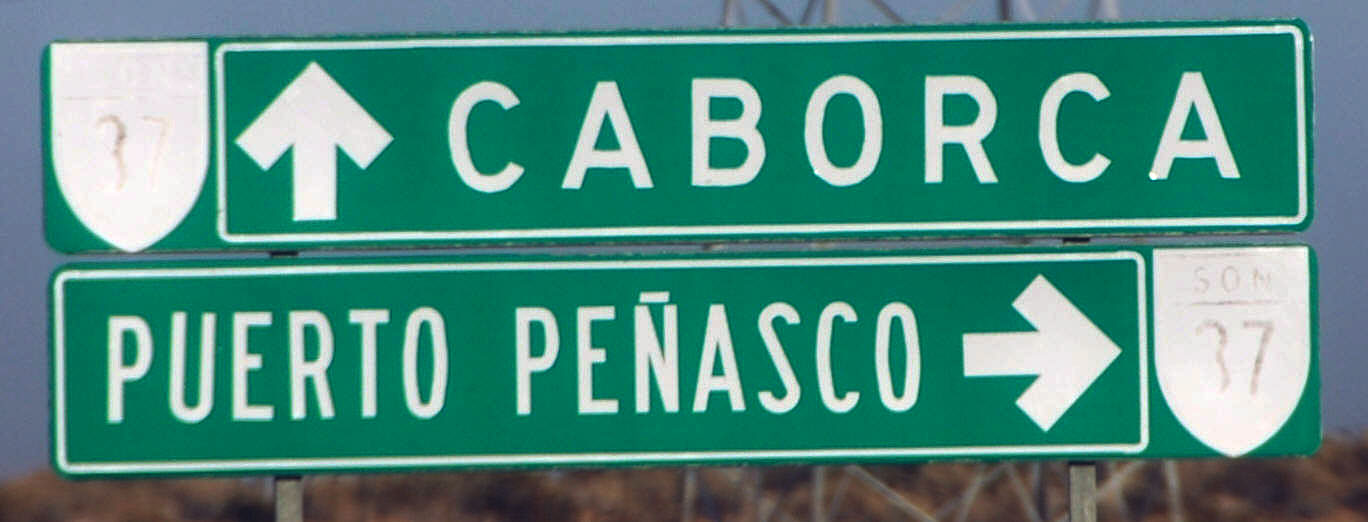 37
CABORCA
PUERTO PEÑASCO
SON
37